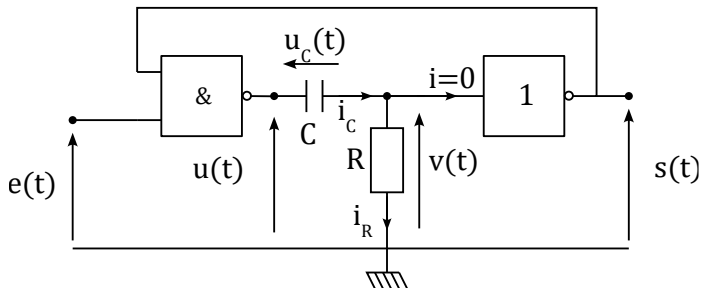 u_C(t)
i=0
&
1
i_C
C
e(t)
u(t)
R
v(t)
s(t)
i_R